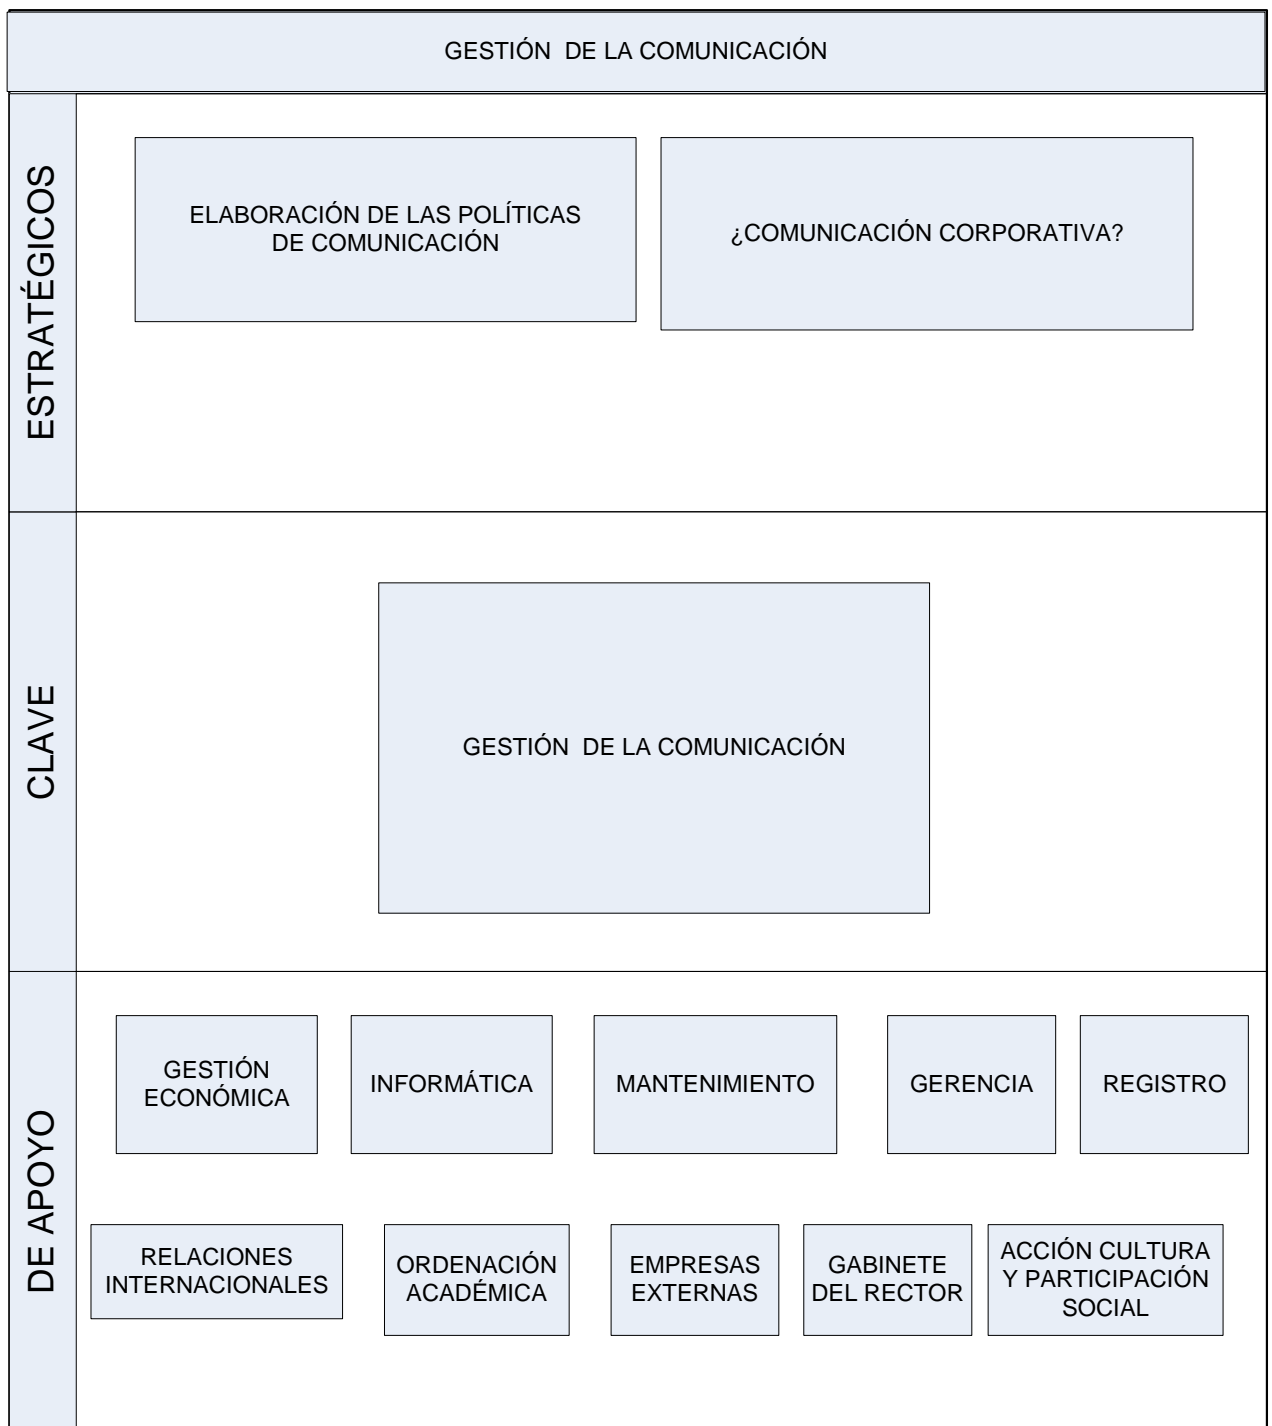 GESTIÓN  DE LA COMUNICACIÓN
ESTRATÉGICOS
ELABORACIÓN DE LAS POLÍTICAS
DE COMUNICACIÓN
¿COMUNICACIÓN CORPORATIVA?
CLAVE
GESTIÓN  DE LA COMUNICACIÓN
DE APOYO
GESTIÓN
ECONÓMICA
INFORMÁTICA
MANTENIMIENTO
GERENCIA
REGISTRO
RELACIONES
INTERNACIONALES
ORDENACIÓN
ACADÉMICA
EMPRESAS
EXTERNAS
GABINETE
DEL RECTOR
ACCIÓN CULTURA
Y PARTICIPACIÓN
SOCIAL